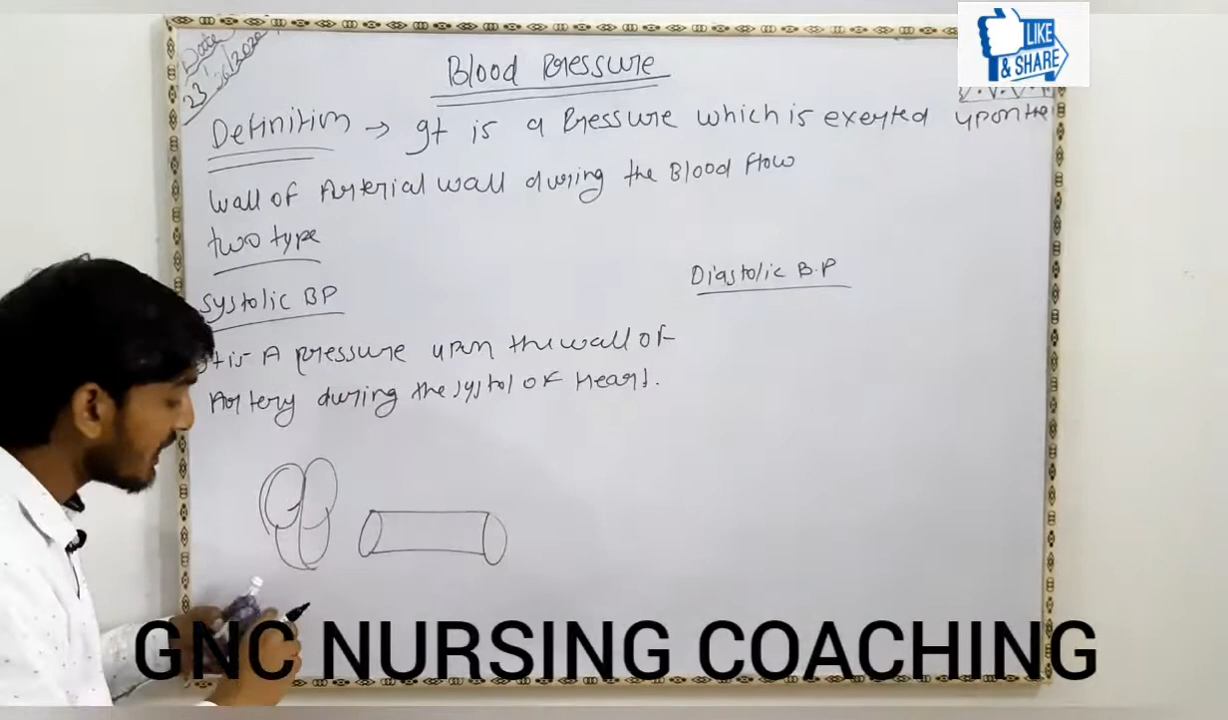 Date
23/06/2020
LIKE
& SHARE
Blood Pressure
Definition → It is a Pressure which is exerted upon the
Wall of Arterial wall during the Blood Flow
two type
Systolic BP
Diastolic B.P
It is A pressure upon the wall of
Artery during the systol of Heart.
GNC NURSING COACHING